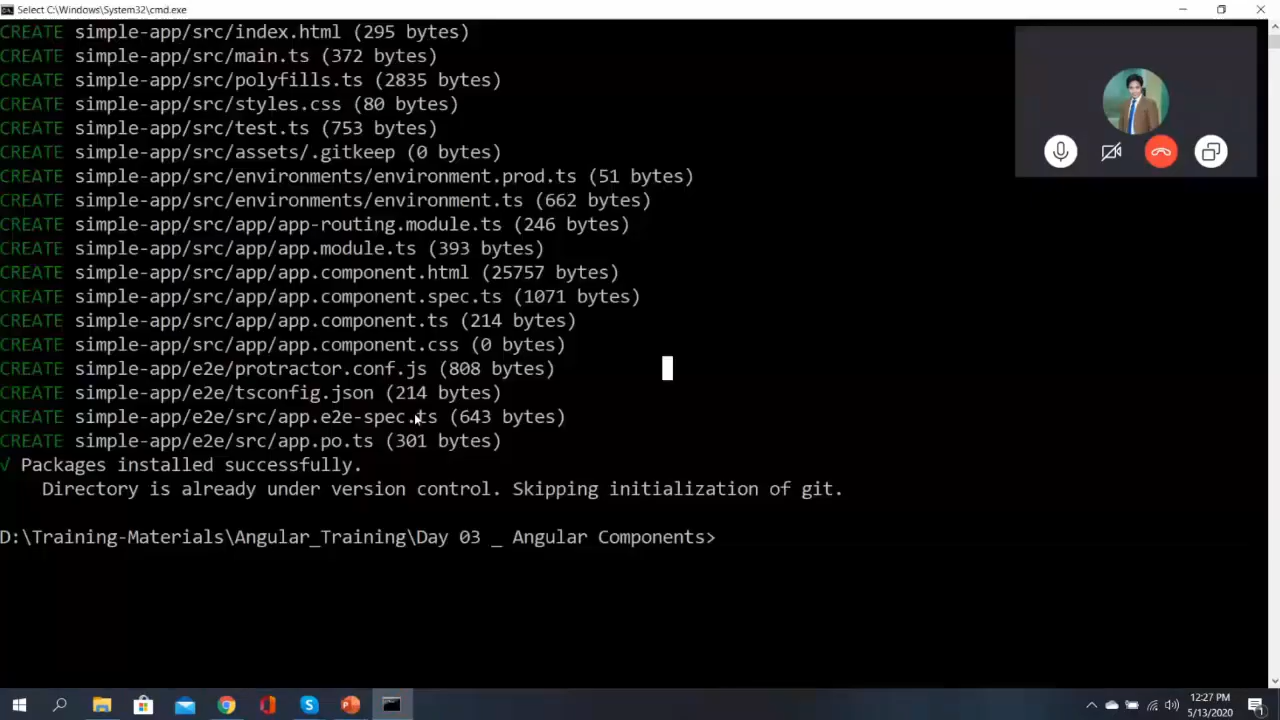 Select C:\Windows\System32\cmd.exe
CREATE simple-app/src/index.html (295 bytes)
CREATE simple-app/src/main.ts (372 bytes)
CREATE simple-app/src/polyfills.ts (2835 bytes)
CREATE simple-app/src/styles.css (80 bytes)
CREATE simple-app/src/test.ts (753 bytes)
CREATE simple-app/src/assets/.gitkeep (0 bytes)
CREATE simple-app/src/environments/environment.prod.ts (51 bytes)
CREATE simple-app/src/environments/environment.ts (662 bytes)
CREATE simple-app/src/app/app-routing.module.ts (246 bytes)
CREATE simple-app/src/app/app.module.ts (393 bytes)
CREATE simple-app/src/app/app.component.html (25757 bytes)
CREATE simple-app/src/app/app.component.spec.ts (1071 bytes)
CREATE simple-app/src/app/app.component.ts (214 bytes)
CREATE simple-app/src/app/app.component.css (0 bytes)
CREATE simple-app/e2e/protractor.conf.js (808 bytes)
CREATE simple-app/e2e/tsconfig.json (214 bytes)
CREATE simple-app/e2e/src/app.e2e-spec.ts (643 bytes)
CREATE simple-app/e2e/src/app.po.ts (301 bytes)
√ Packages installed successfully.
Directory is already under version control. Skipping initialization of git.
D:\Training-Materials\Angular_Training\Day 03 _ Angular Components>
12:27 PM
5/13/2020
1